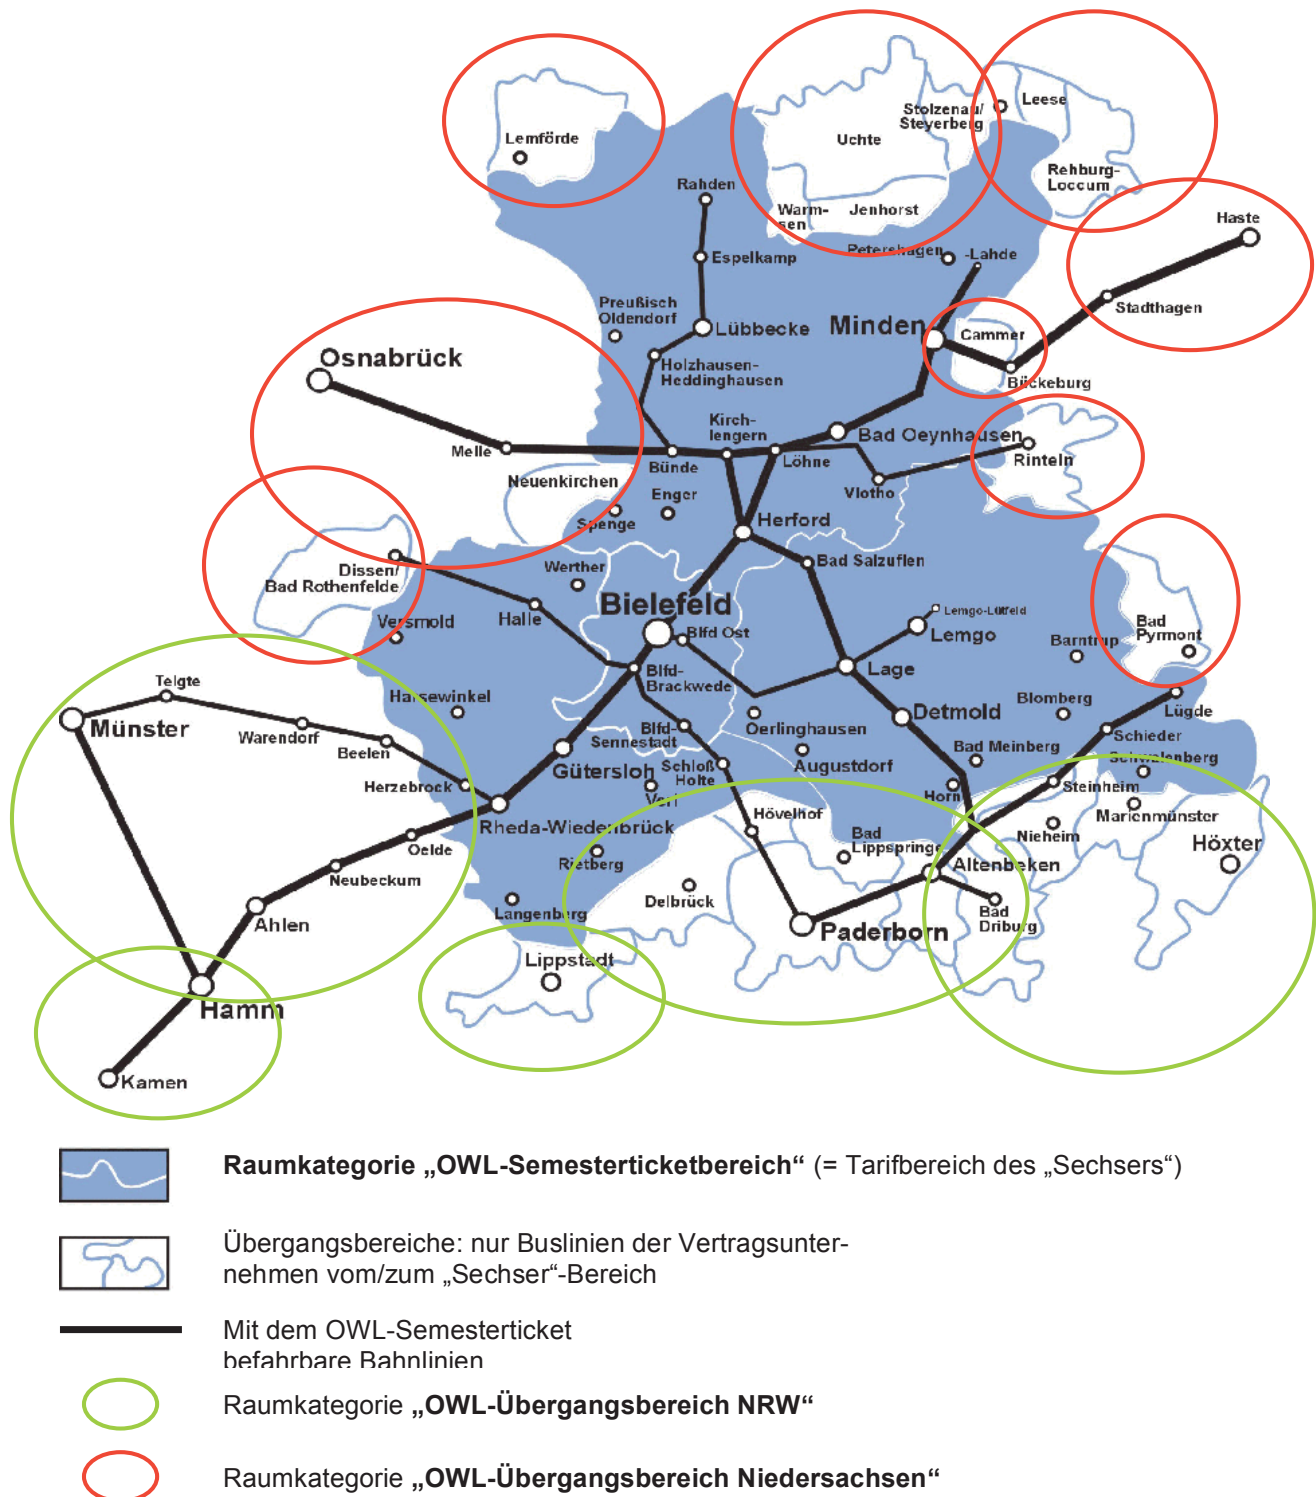 Lemförde
Uchte
Stolzenau/
Steyerberg
Leese
Rehburg-
Loccum
Warm-
sen
Jenhorst
Rahden
Haste
Espelkamp
Petershagen
-Lahde
Stadthagen
Preußisch
Oldendorf
Lübbecke
Minden
Cammer
Osnabrück
Holzhausen-
Heddinghausen
Bückeburg
Kirch-
lengern
Bad Oeynhausen
Melle
Bünde
Löhne
Rinteln
Neuenkirchen
Enger
Vlotho
Spenge
Herford
Dissen/
Bad Rothenfelde
Werther
Bad Salzuflen
Bielefeld
Versmold
Halle
Blfd Ost
Lemgo-Lüttfeld
Lemgo
Barntrup
Bad
Pyrmont
Blfd-
Brackwede
Lage
Telgte
Harsewinkel
Blomberg
Lügde
Münster
Warendorf
Beelen
Blfd-
Sennestadt
Oerlinghausen
Detmold
Schieder
Bad Meinberg
Schwalenberg
Gütersloh
Schloß
Holte
Augustdorf
Herzebrock
Verl
Horn
Steinheim
Marienmünster
Rheda-Wiedenbrück
Hövelhof
Bad
Lippspringe
Nieheim
Höxter
Oelde
Rietberg
Altenbeken
Neubeckum
Delbrück
Langenberg
Bad
Driburg
Ahlen
Paderborn
Lippstadt
Hamm
Kamen
Raumkategorie „OWL-Semesterticketbereich“ (= Tarifbereich des „Sechsers“)
Übergangsbereiche: nur Buslinien der Vertragsunter-
nehmen vom/zum „Sechser“-Bereich
Mit dem OWL-Semesterticket
befahrbare Bahnlinien
Raumkategorie „OWL-Übergangsbereich NRW“
Raumkategorie „OWL-Übergangsbereich Niedersachsen“